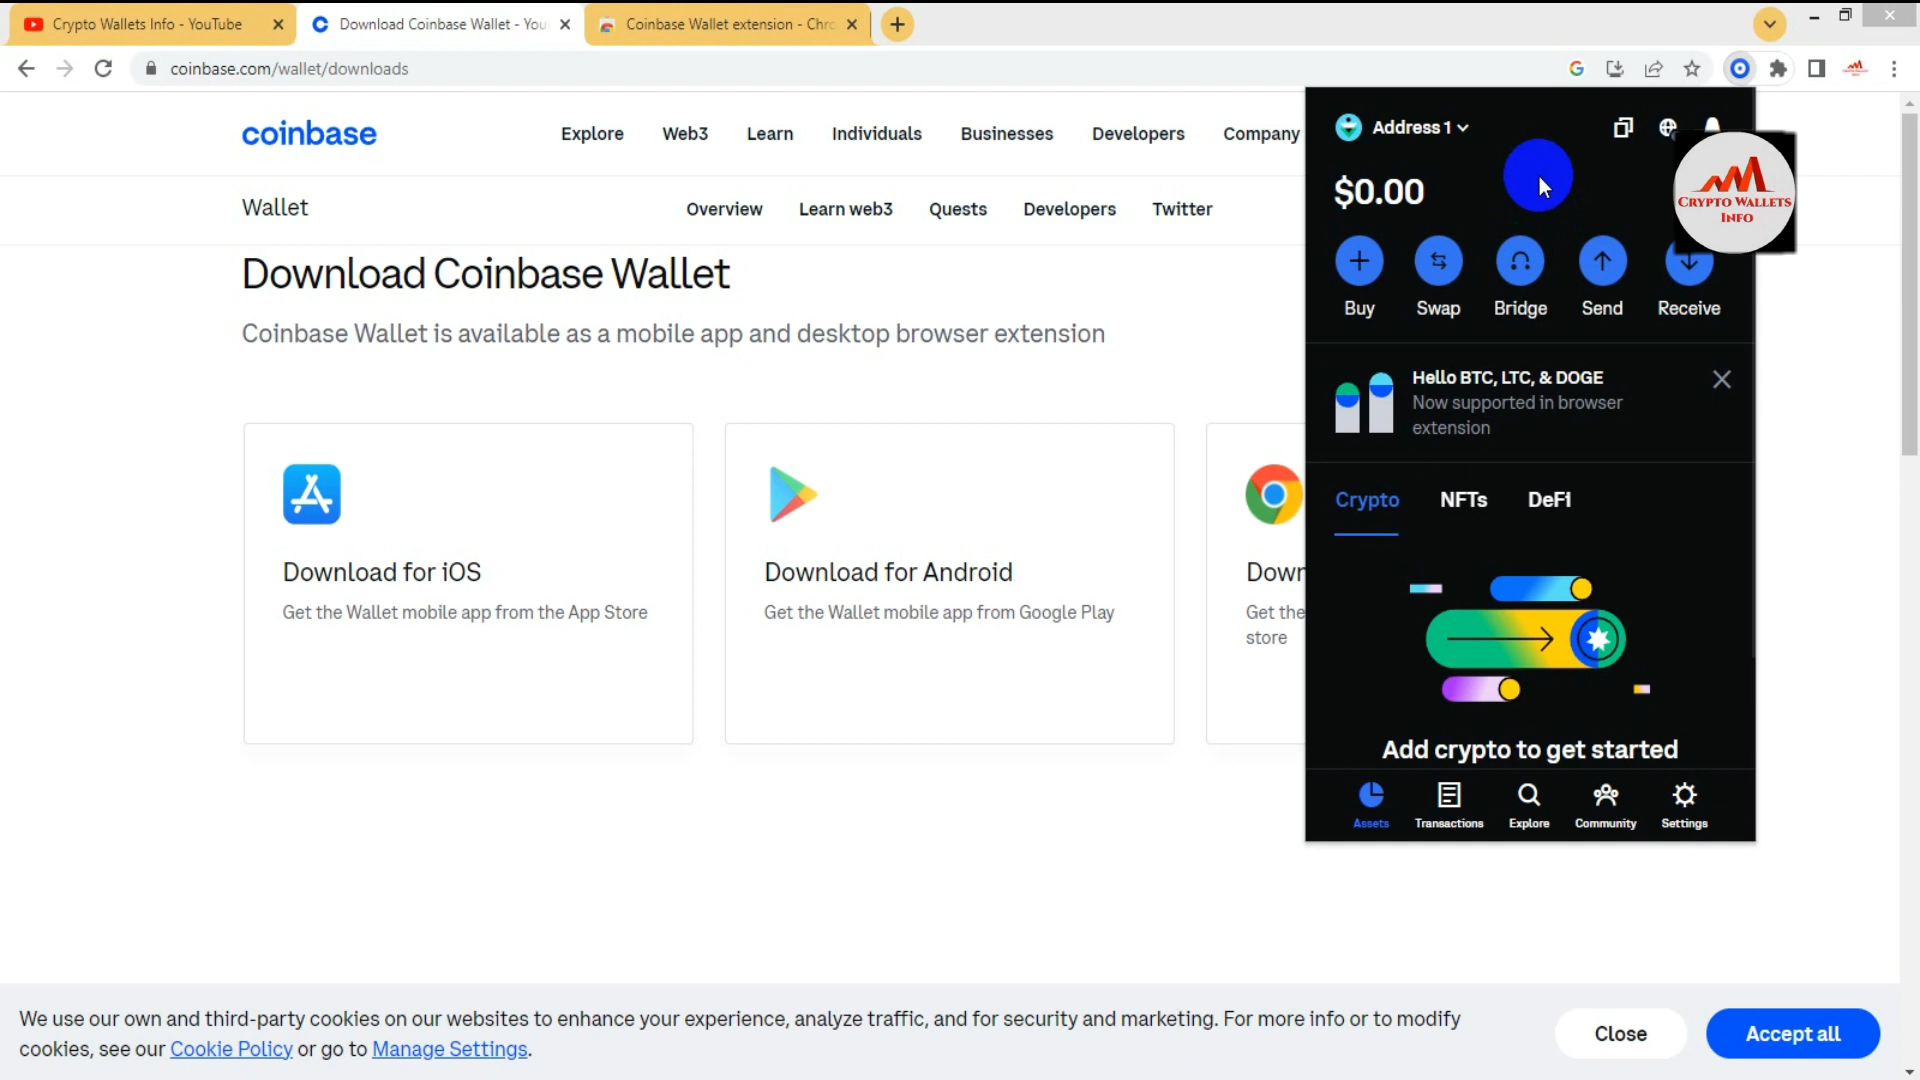 Crypto Wallets Info - YouTube
Download Coinbase Wallet - You
Coinbase Wallet extension - Chr
coinbase.com/wallet/downloads
coinbase
Explore
Web3
Learn
Individuals
Businesses
Developers
Company
Wallet
Overview
Learn web3
Quests
Developers
Twitter
Download Coinbase Wallet
Coinbase Wallet is available as a mobile app and desktop browser extension
Download for iOS
Get the Wallet mobile app from the App Store
Download for Android
Get the Wallet mobile app from Google Play
Down
Get the
store
Address 1
$0.00
CRYPTO WALLETS
INFO
Buy
Swap
Bridge
Send
Receive
Hello BTC, LTC, & DOGE
Now supported in browser
extension
Crypto
NFTs
DeFi
Add crypto to get started
Assets
Transactions
Explore
Community
Settings
We use our own and third-party cookies on our websites to enhance your experience, analyze traffic, and for security and marketing. For more info or to modify
cookies, see our Cookie Policy or go to Manage Settings.
Close
Accept all